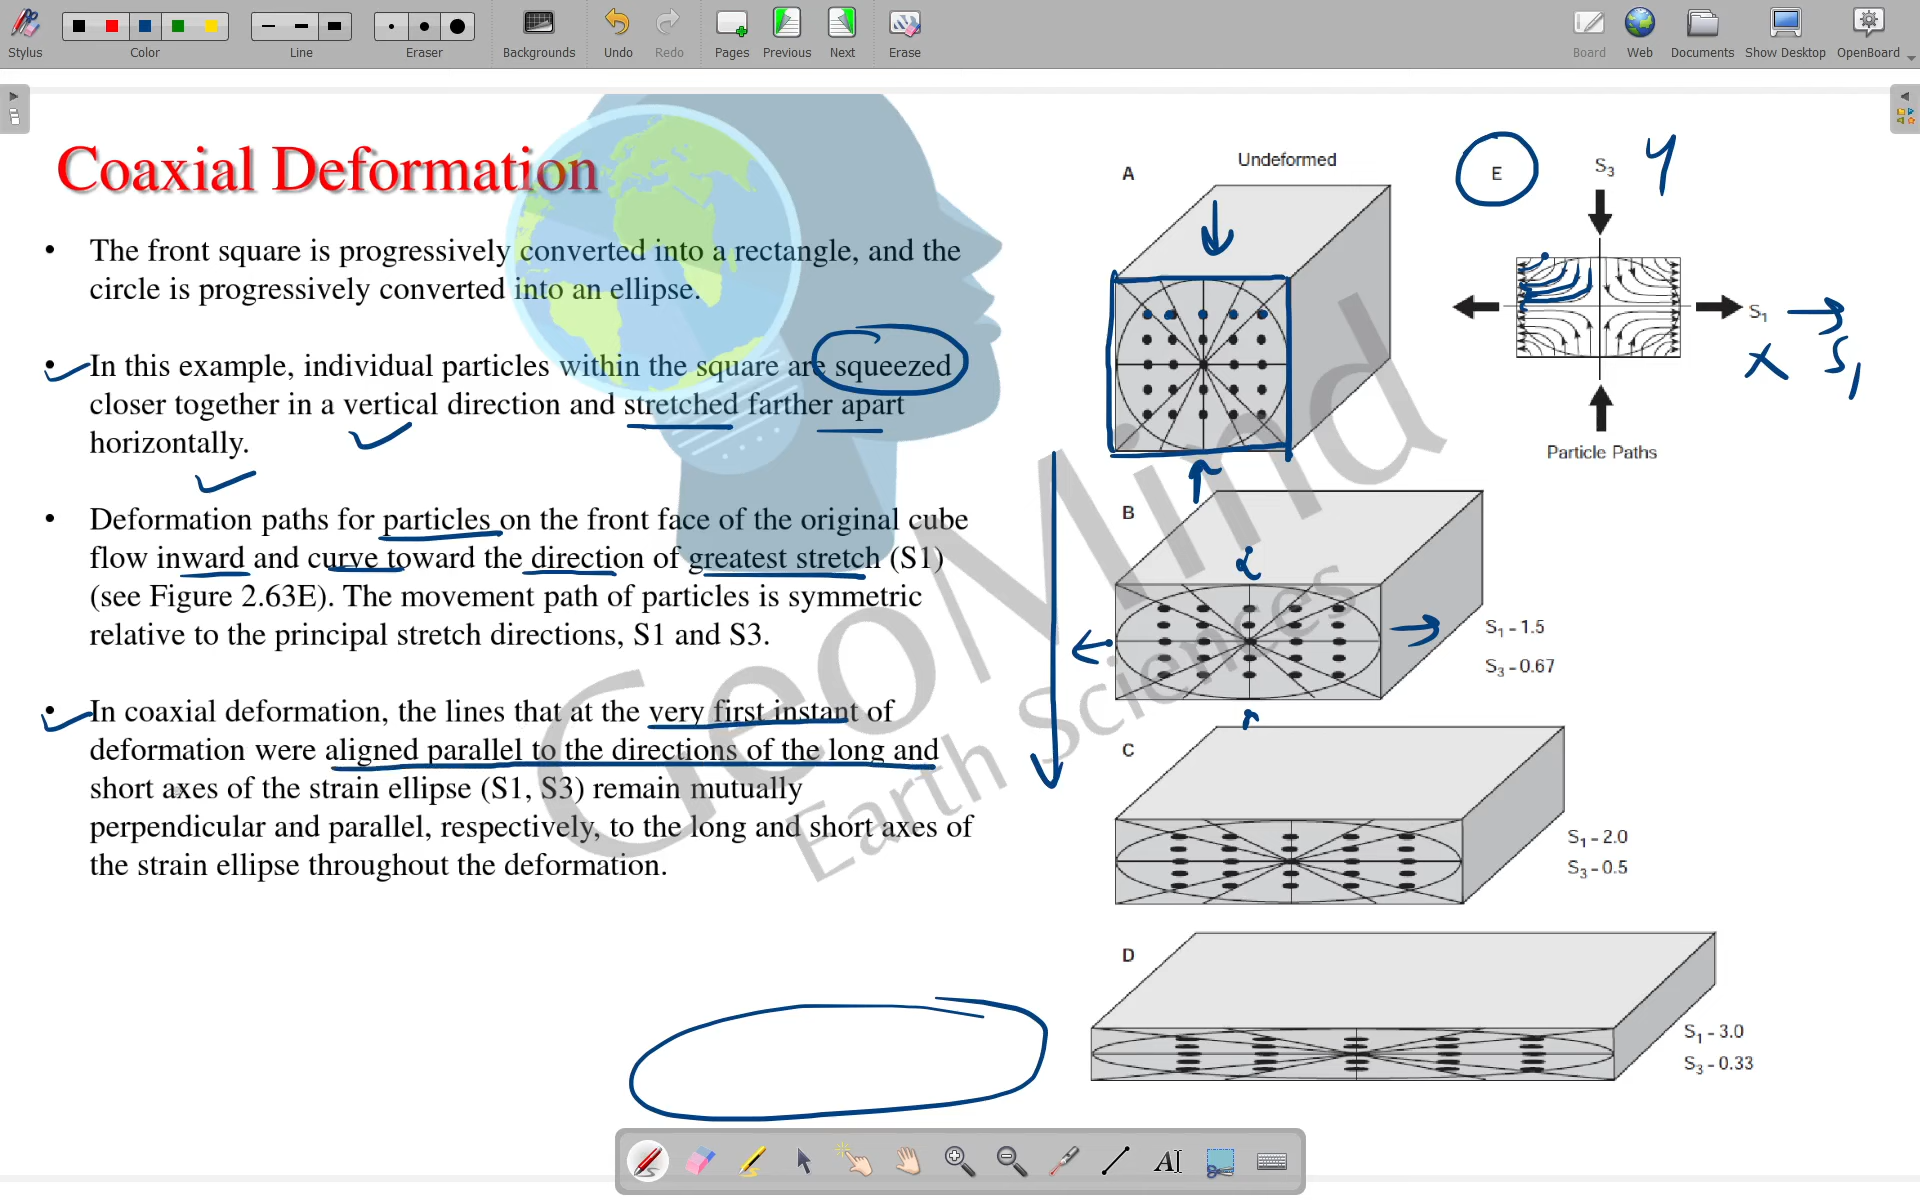 Stylus
Color
Line
Eraser
Backgrounds
Undo
Redo
Pages
Previous
Next
Erase
Board
Web
Documents
Show Desktop
OpenBoard
Coaxial Deformation
• The front square is progressively converted into a rectangle, and the
circle is progressively converted into an ellipse.
• In this example, individual particles within the square are squeezed
closer together in a vertical direction and stretched farther apart
horizontally.
• Deformation paths for particles on the front face of the original cube
flow inward and curve toward the direction of greatest stretch (S1)
(see Figure 2.63E). The movement path of particles is symmetric
relative to the principal stretch directions, S1 and S3.
• In coaxial deformation, the lines that at the very first instant of
deformation were aligned parallel to the directions of the long and
short axes of the strain ellipse (S1, S3) remain mutually
perpendicular and parallel, respectively, to the long and short axes of
the strain ellipse throughout the deformation.
A
Undeformed
E
S3
y
S1
x
S1
Particle Paths
B
S1 - 1.5
S3 - 0.67
C
S1 - 2.0
S3 - 0.5
D
S1 - 3.0
S3 - 0.33
GeoMind
Earth Sciences